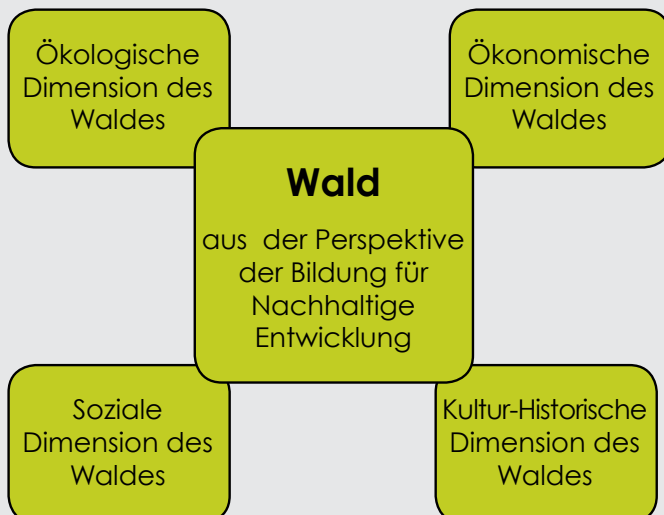 Ökologische
Dimension des
Waldes
Ökonomische
Dimension des
Waldes
Wald
aus der Perspektive
der Bildung für
Nachhaltige
Entwicklung
Soziale
Dimension des
Waldes
Kultur-Historische
Dimension des
Waldes